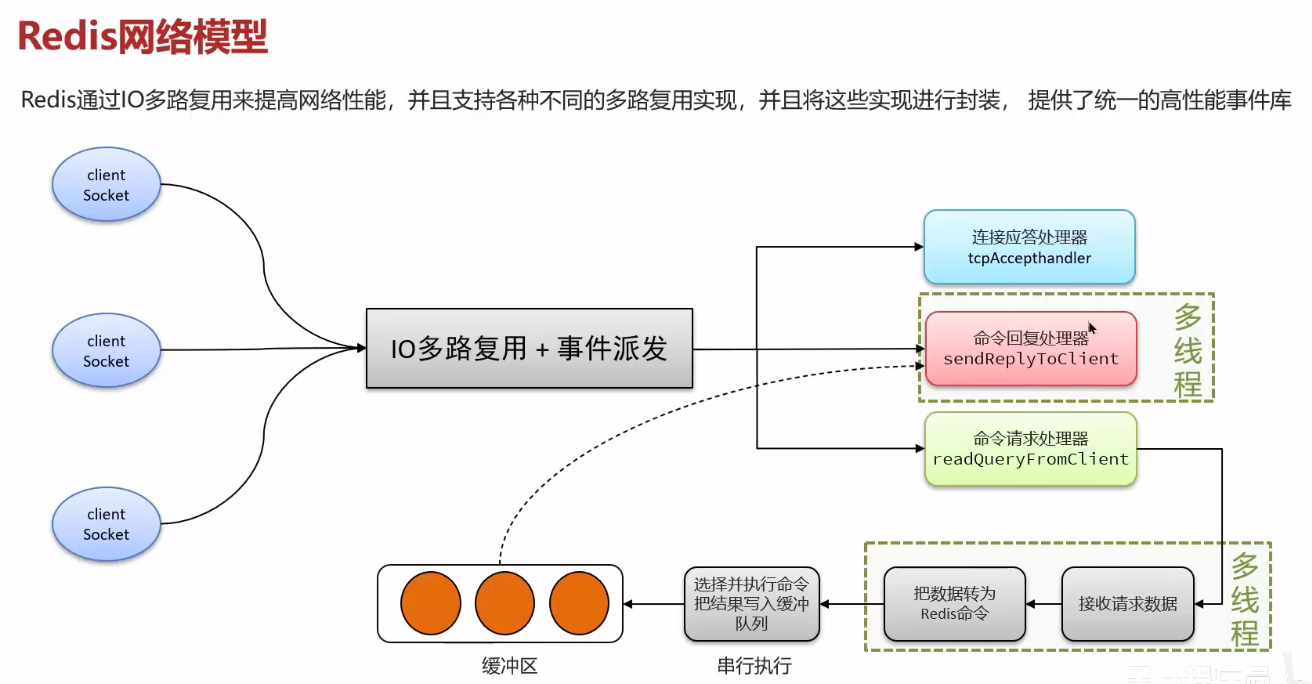 Redis网络模型
Redis通过IO多路复用来提高网络性能，并且支持各种不同的多路复用实现，并且将这些实现进行封装， 提供了统一的高性能事件库
client
Socket
client
Socket
client
Socket
IO多路复用 + 事件派发
连接应答处理器
tcpAccepthandler
命令回复处理器
sendReplyToClient
多线程
命令请求处理器
readQueryFromClient
多线程
接收请求数据
把数据转为
Redis命令
选择并执行命令
把结果写入缓冲
队列
串行执行
缓冲区